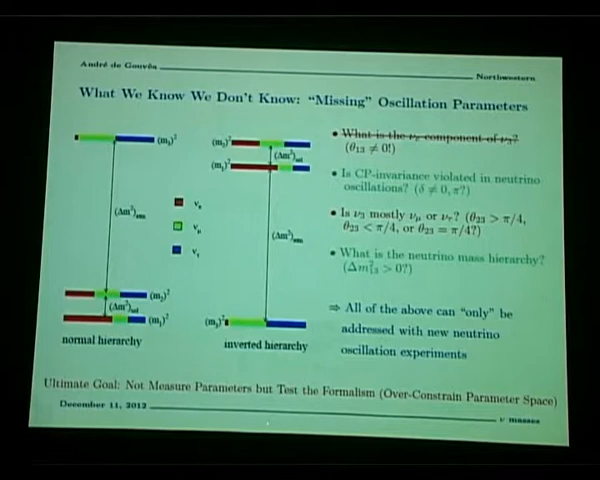 André de Gouvêa
Northwestern
What We Know We Don't Know: "Missing" Oscillation Parameters
(m₃)²
(Δm²)atm
(m₂)²
(Δm²)sol
(m₁)²
normal hierarchy
νe
νμ
ντ
(m₂)²
(Δm²)sol
(m₁)²
(Δm²)atm
(m₃)²
inverted hierarchy
• What is the νe component of ν3?
(θ13 ≠ 0!)
• Is CP-invariance violated in neutrino
oscillations? (δ ≠ 0, π?)
• Is ν3 mostly νμ or ντ? (θ23 > π/4,
θ23 < π/4, or θ23 = π/4?)
• What is the neutrino mass hierarchy?
(Δm²13 > 0?)
⇒ All of the above can "only" be
addressed with new neutrino
oscillation experiments
Ultimate Goal: Not Measure Parameters but Test the Formalism (Over-Constrain Parameter Space)
December 11, 2012
ν masses